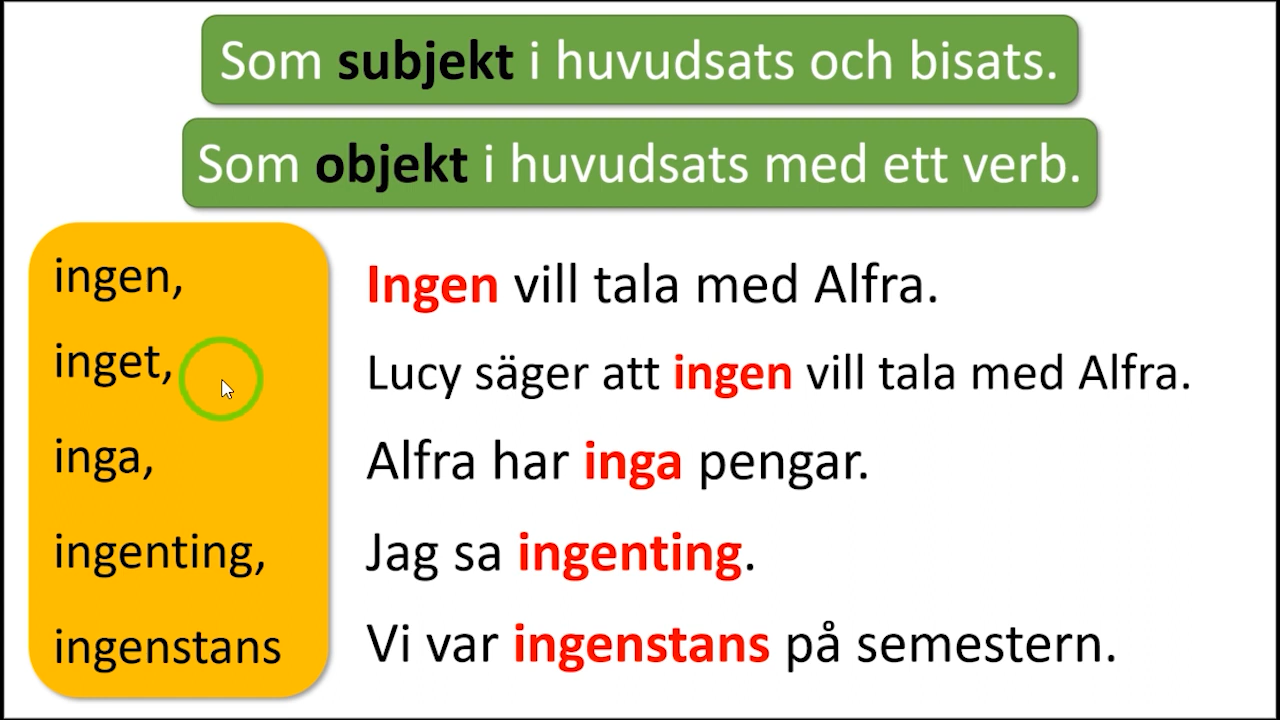 Som subjekt i huvudsats och bisats.
Som objekt i huvudsats med ett verb.
ingen,
inget,
inga,
ingenting,
ingenstans
Ingen vill tala med Alfra.
Lucy säger att ingen vill tala med Alfra.
Alfra har inga pengar.
Jag sa ingenting.
Vi var ingenstans på semestern.